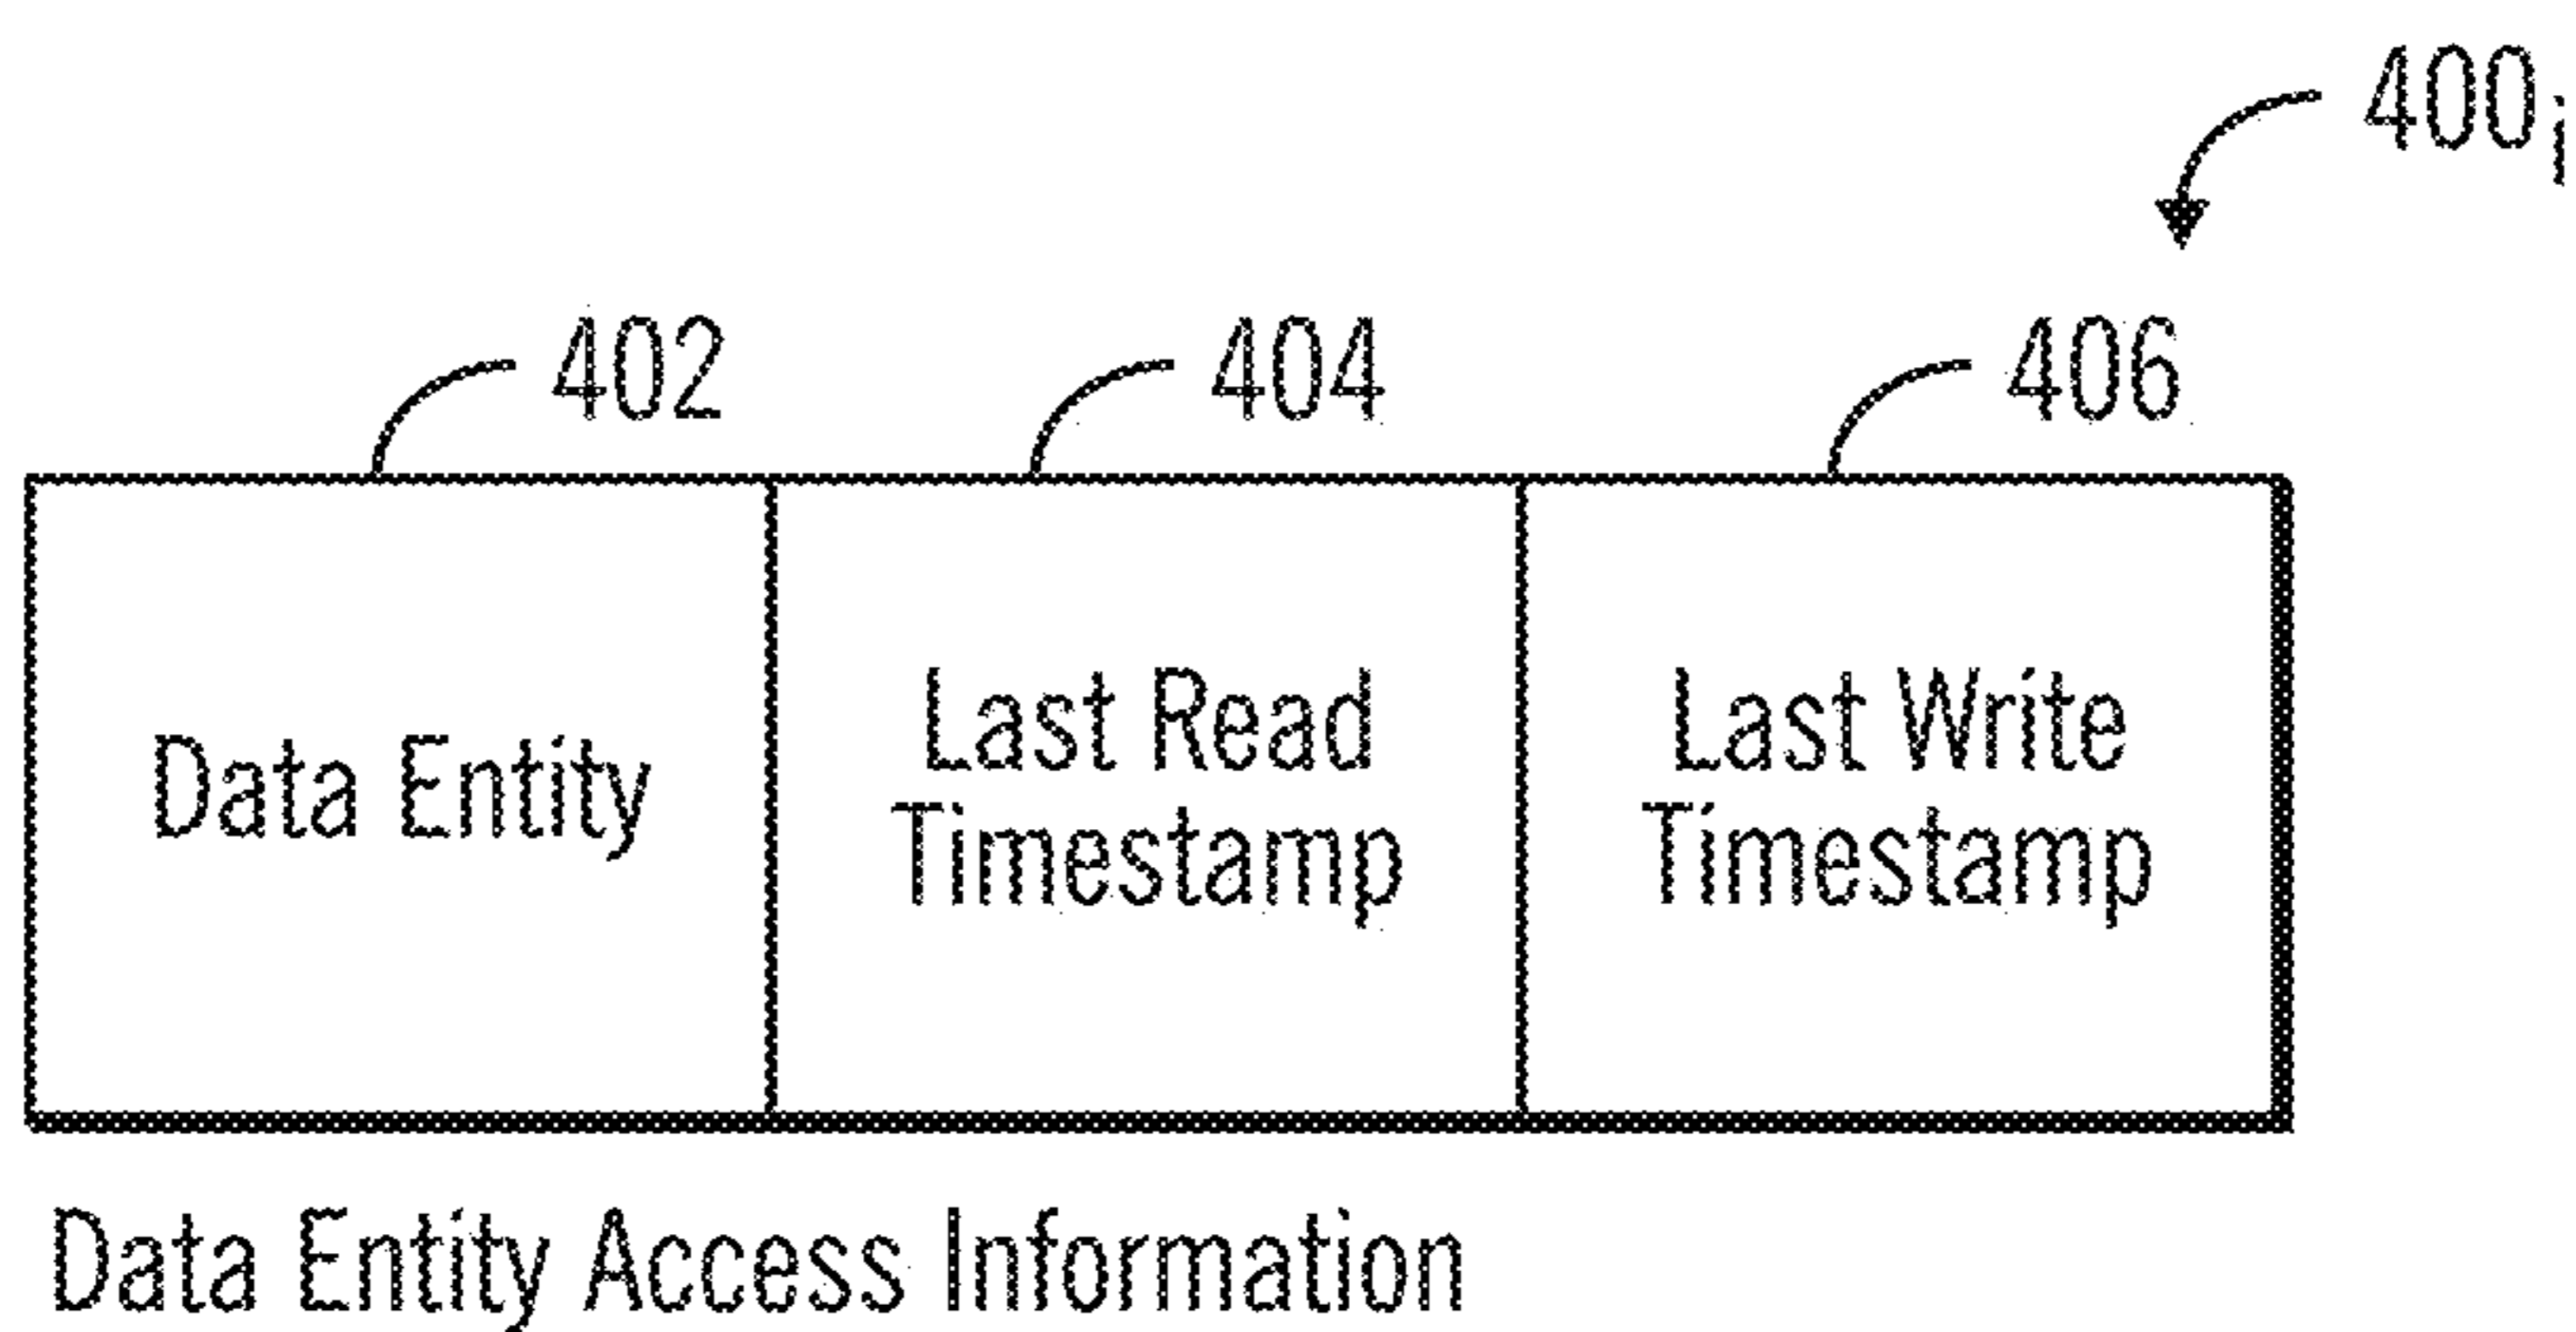 400i
402 404 406
Data Entity
Last Read
Timestamp
Last Write
Timestamp
Data Entity Access Information